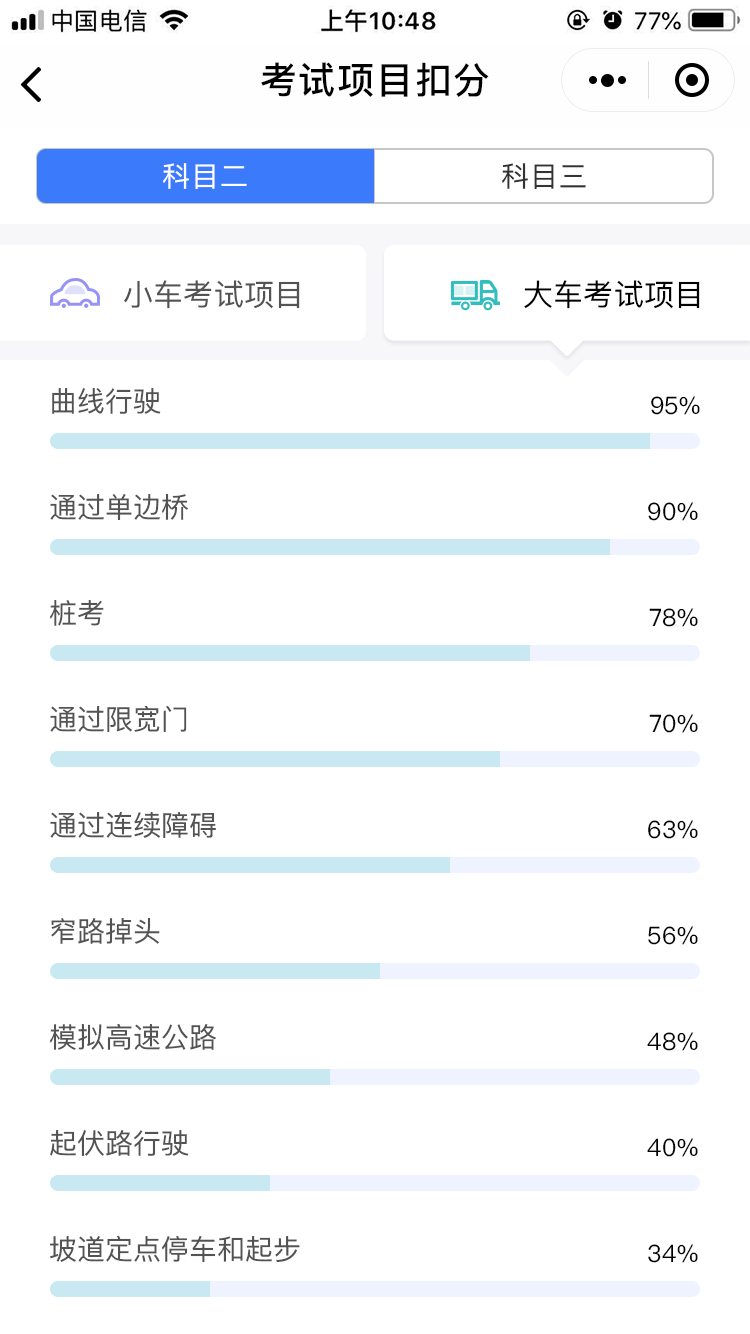 中国电信 上午10:48 77%
考试项目扣分
科目二 科目三
小车考试项目 大车考试项目
曲线行驶 95%
通过单边桥 90%
桩考 78%
通过限宽门 70%
通过连续障碍 63%
窄路掉头 56%
模拟高速公路 48%
起伏路行驶 40%
坡道定点停车和起步 34%